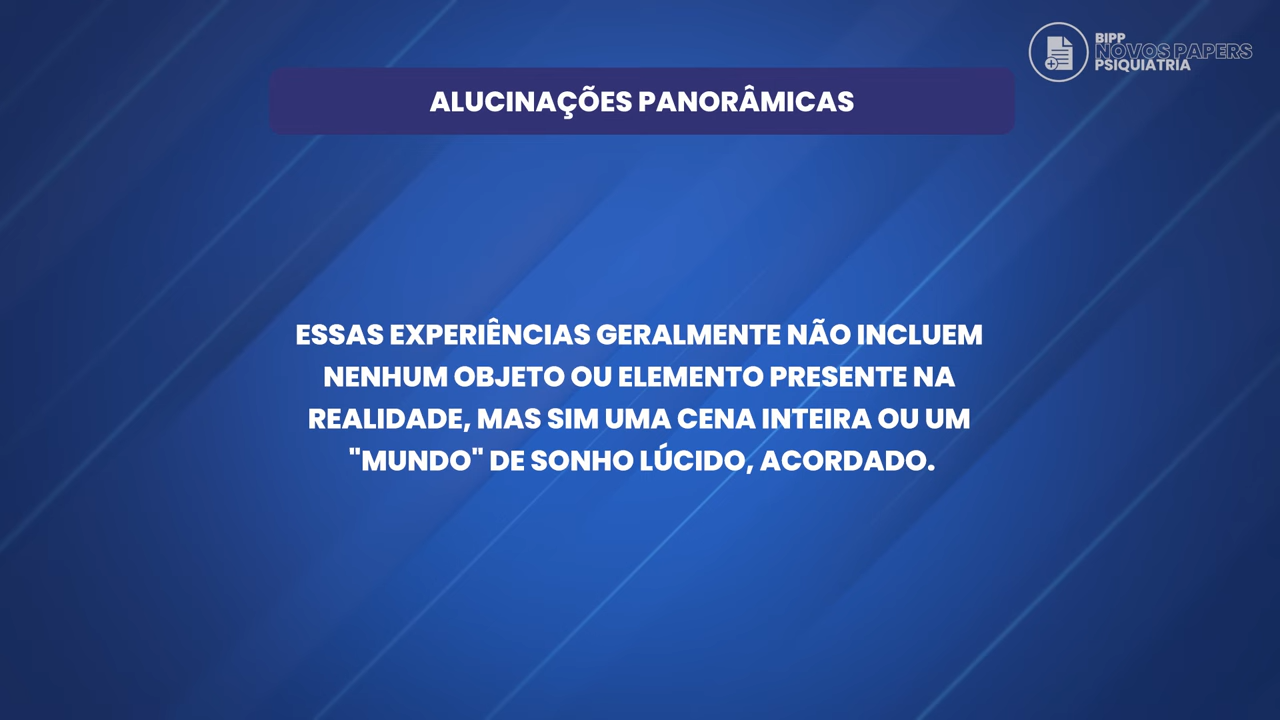 BIPP
NOVOS PAPERS
PSIQUIATRIA
ALUCINAÇÕES PANORÂMICAS
ESSAS EXPERIÊNCIAS GERALMENTE NÃO INCLUEM
NENHUM OBJETO OU ELEMENTO PRESENTE NA
REALIDADE, MAS SIM UMA CENA INTEIRA OU UM
"MUNDO" DE SONHO LÚCIDO, ACORDADO.